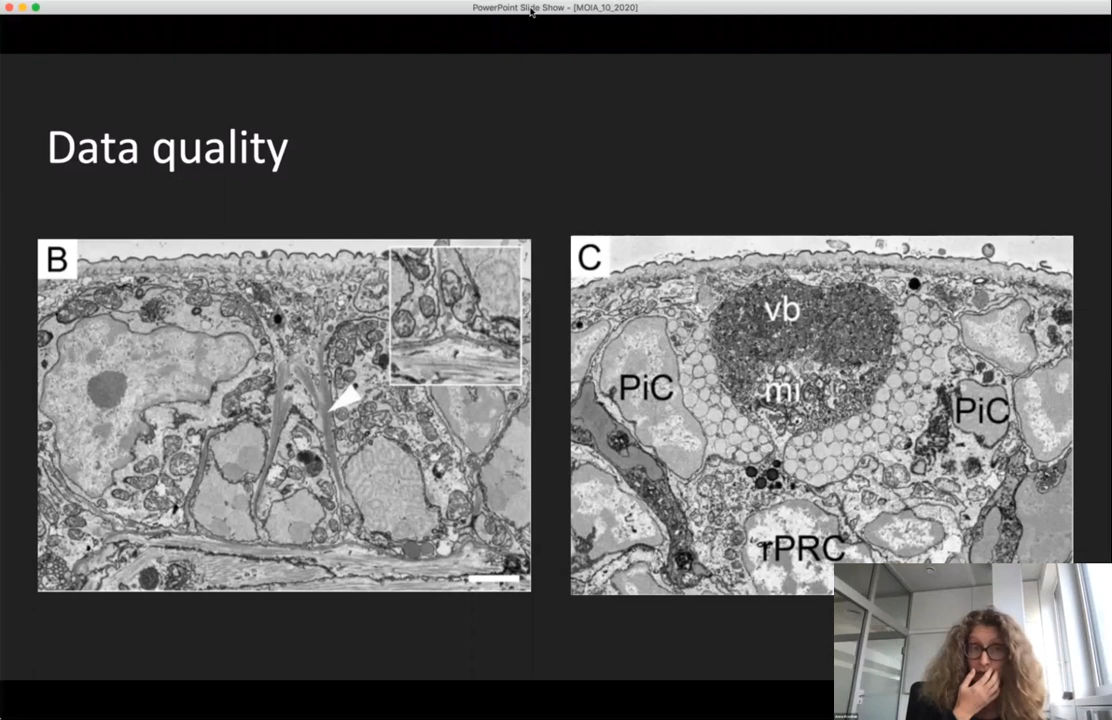 PowerPoint Slide Show - [MOIA_10_2020]
Data quality
B
C
vb
mi
PiC
PiC
rPRC